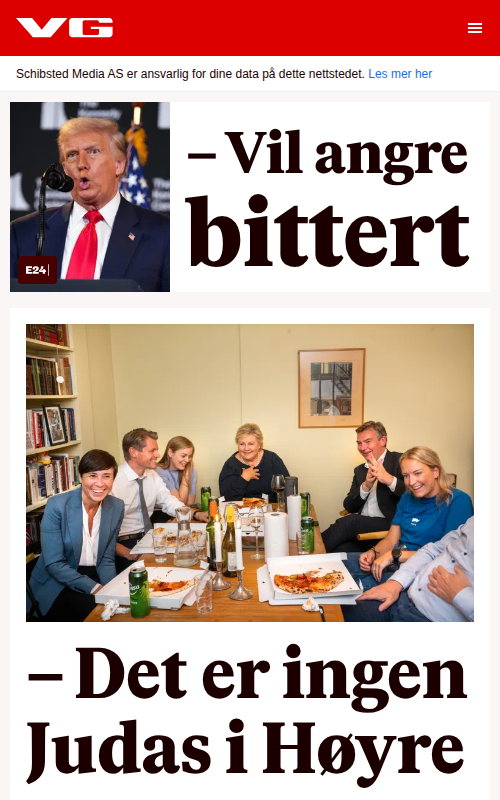 VG
Schibsted Media AS er ansvarlig for dine data på dette nettstedet. Les mer her
– Vil angre
bittert
E24
– Det er ingen
Judas i Høyre